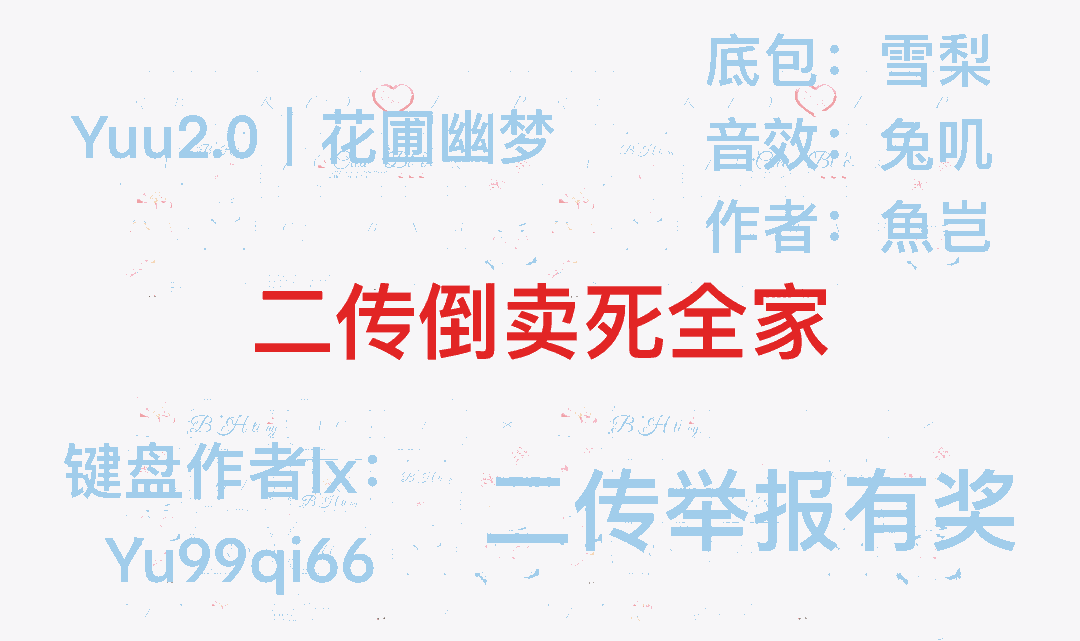 底包：雪梨
Yuu2.0｜花圃幽梦
音效：兔叽
作者：魚岂
二传倒卖死全家
键盘作者lx：
二传举报有奖
Yu99qi66